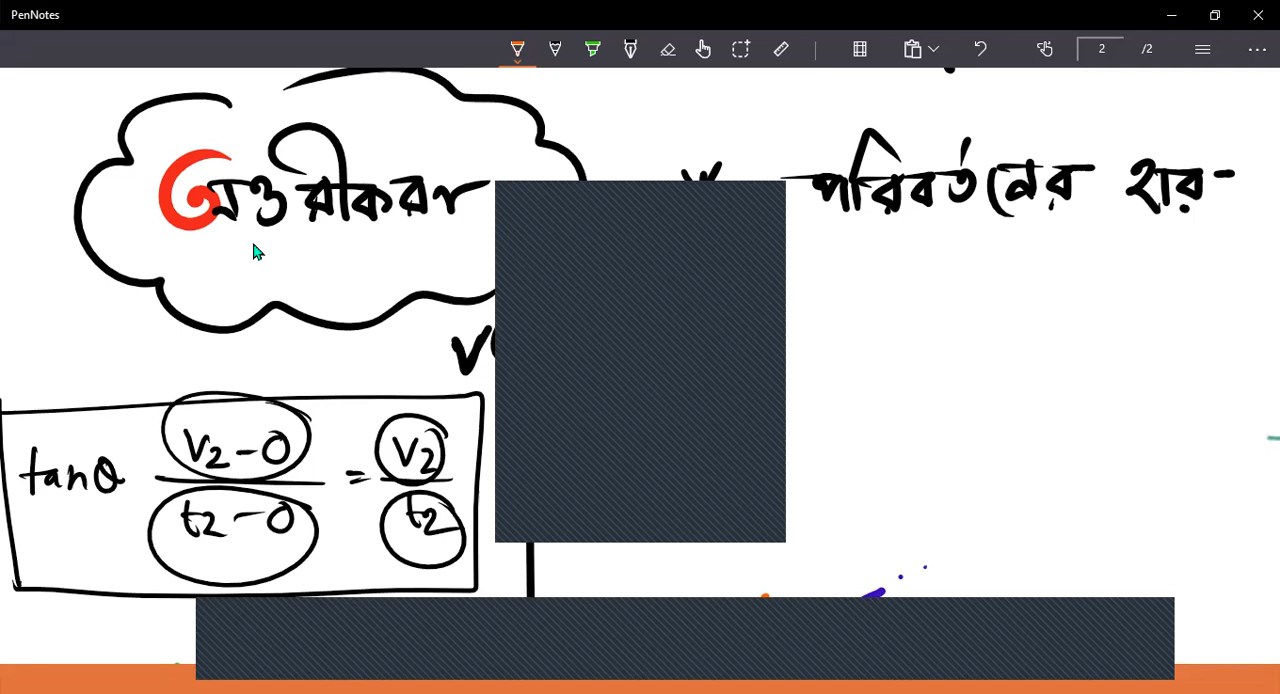 PenNotes
2 /2
অন্তরীকরণ
পরিবর্তনের হার-
v
tanθ v₂-0 / t₂-0 = v₂ / t₂